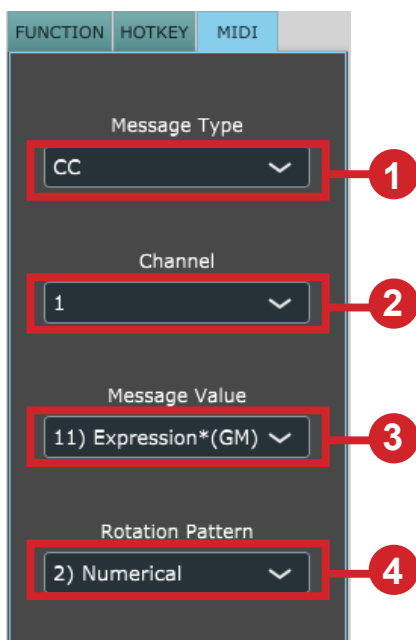 FUNCTION HOTKEY MIDI
Message Type
CC
1
Channel
1
2
Message Value
11) Expression*(GM)
3
Rotation Pattern
2) Numerical
4